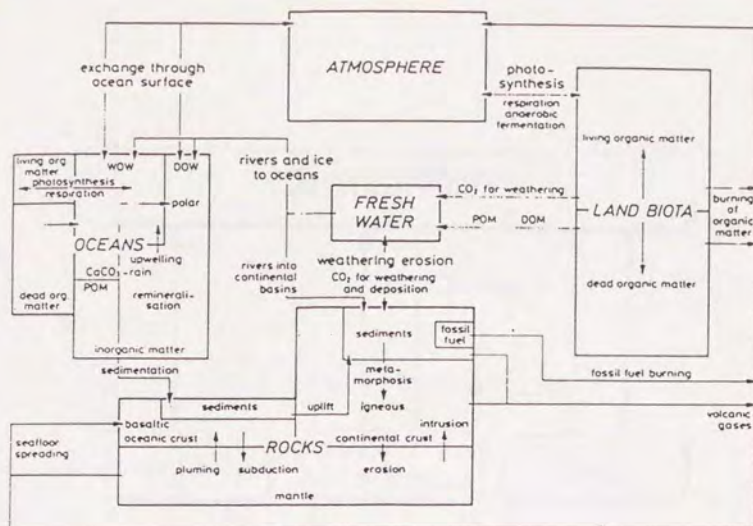 ATMOSPHERE
exchange through
ocean surface
photo-
synthesis
respiration
anaerobic
fermentation
living organic matter
LAND BIOTA
dead organic matter
burning
of
organic
matter
living org.
matter
WOW
DOW
photosynthesis
respiration
polar
OCEANS
upwelling
CaCO3-rain
POM
dead org.
matter
reminerali-
sation
inorganic matter
sedimentation
rivers and ice
to oceans
FRESH
WATER
CO2 for weathering
POM DOM
weathering erosion
rivers into
continental
basins
CO2 for weathering
and deposition
sediments
fossil
fuel
meta-
morphosis
fossil fuel burning
sediments
uplift
igneous
volcanic
gases
basaltic
oceanic crust
ROCKS
continental crust
intrusion
seafloor
spreading
pluming
subduction
erosion
mantle